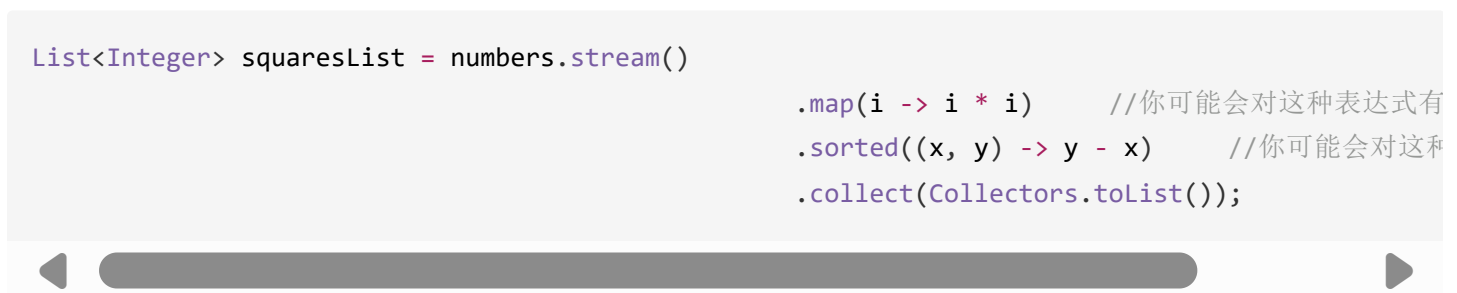 List<Integer> squaresList = numbers.stream()
.map(i -> i * i) //你可能会对这种表达式有
.sorted((x, y) -> y - x) //你可能会对这
.collect(Collectors.toList());